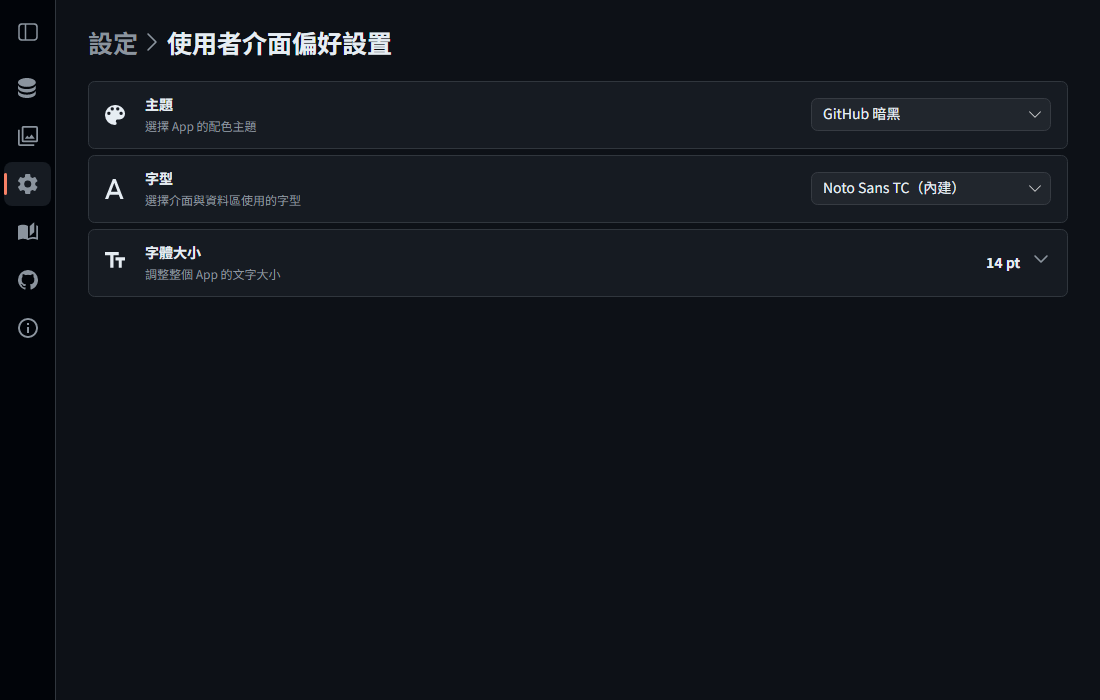 設定 > 使用者介面偏好設置
主題
選擇 App 的配色主題
GitHub 暗黑
字型
選擇介面與資料區使用的字型
Noto Sans TC（內建）
字體大小
調整整個 App 的文字大小
14 pt